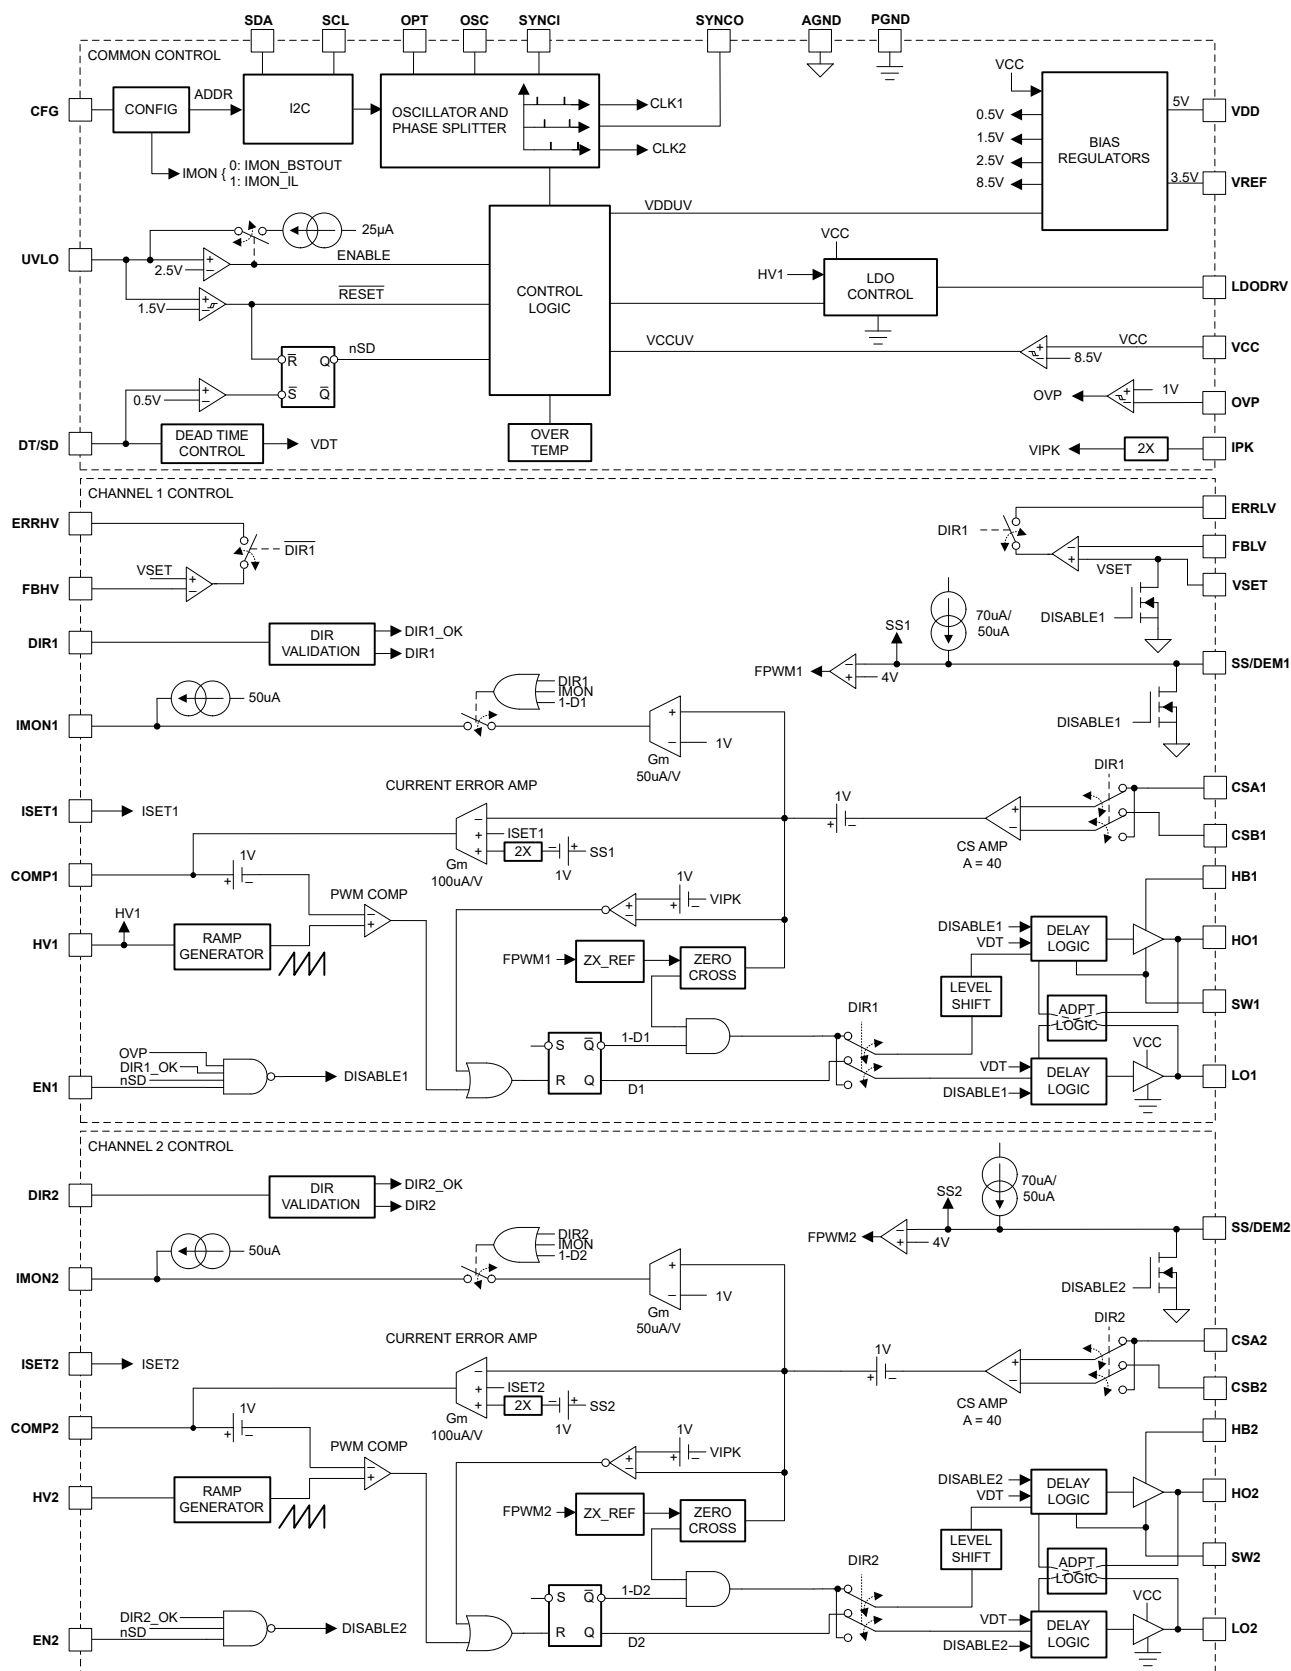 SDA SCL OPT OSC SYNCI SYNCO AGND PGND
COMMON CONTROL
CFG
CONFIG
ADDR
I2C
OSCILLATOR AND
PHASE SPLITTER
CLK1
CLK2
IMON { 0: IMON_BSTOUT
1: IMON_IL
VCC
0.5V
1.5V
2.5V
8.5V
BIAS
REGULATORS
5V
VDD
3.5V
VREF
VDDUV
25µA
UVLO
2.5V
+
−
ENABLE
1.5V
+
−
RESET
CONTROL
LOGIC
VCC
HV1
LDO
CONTROL
LDODRV
nSD
R Q
S Q
VCCUV
+
−
VCC
8.5V
VCC
0.5V
+
−
OVP
+
−
1V
OVP
DT/SD
DEAD TIME
CONTROL
VDT
OVER
TEMP
VIPK
2X
IPK
CHANNEL 1 CONTROL
ERRHV
DIR1
VSET
+
−
FBHV
ERRLV
DIR1
−
+
FBLV
VSET
VSET
DISABLE1
DIR1
DIR
VALIDATION
DIR1_OK
DIR1
70uA/
50uA
SS1
FPWM1
−
+
4V
SS/DEM1
DISABLE1
50uA
IMON1
DIR1
IMON
1-D1
+
−
1V
Gm
50uA/V
CURRENT ERROR AMP
ISET1
ISET1
−
+
+
ISET1
2X
− +
1V
SS1
Gm
100uA/V
1V
+ −
DIR1
+
−
CS AMP
A = 40
CSA1
CSB1
COMP1
1V
+ −
PWM COMP
−
+
HV1
HV1
RAMP
GENERATOR
+
−
1V
+ −
VIPK
FPWM1
ZX_REF
ZERO
CROSS
HB1
DISABLE1
VDT
DELAY
LOGIC
HO1
LEVEL
SHIFT
SW1
ADPT
LOGIC
DIR1
S Q
R Q
1-D1
D1
VDT
DISABLE1
DELAY
LOGIC
VCC
LO1
OVP
DIR1_OK
nSD
EN1
DISABLE1
CHANNEL 2 CONTROL
DIR2
DIR
VALIDATION
DIR2_OK
DIR2
70uA/
50uA
SS2
FPWM2
−
+
4V
SS/DEM2
DISABLE2
50uA
IMON2
DIR2
IMON
1-D2
+
−
1V
Gm
50uA/V
CURRENT ERROR AMP
ISET2
ISET2
−
+
+
ISET2
2X
− +
1V
SS2
Gm
100uA/V
1V
+ −
DIR2
+
−
CS AMP
A = 40
CSA2
CSB2
COMP2
1V
+ −
PWM COMP
−
+
HV2
RAMP
GENERATOR
+
−
1V
+ −
VIPK
FPWM2
ZX_REF
ZERO
CROSS
HB2
DISABLE2
VDT
DELAY
LOGIC
HO2
LEVEL
SHIFT
SW2
ADPT
LOGIC
DIR2
S Q
R Q
1-D2
D2
VDT
DISABLE2
DELAY
LOGIC
VCC
LO2
DIR2_OK
nSD
EN2
DISABLE2